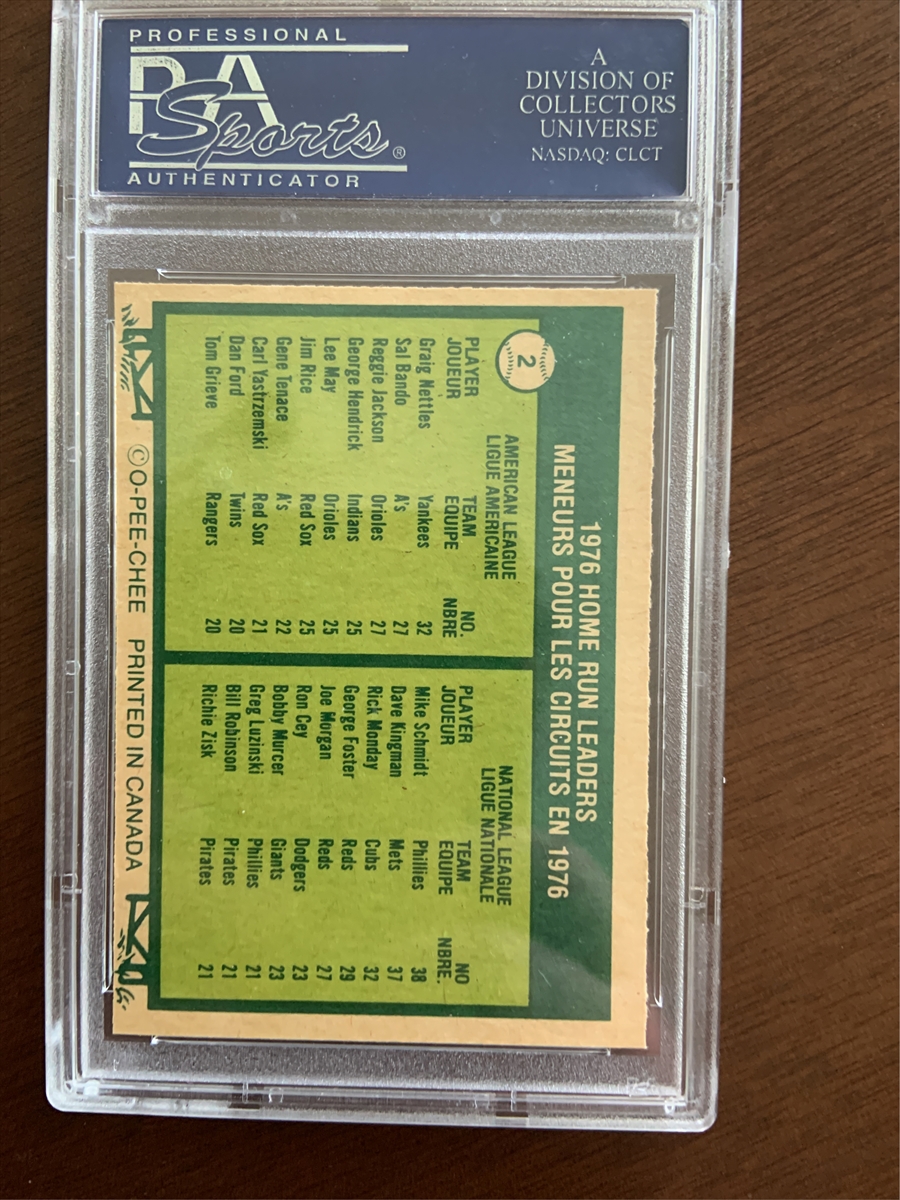 PROFESSIONAL
PSA
Sports®
AUTHENTICATOR
A
DIVISION OF
COLLECTORS
UNIVERSE
NASDAQ: CLCT
2
1976 HOME RUN LEADERS
MENEURS POUR LES CIRCUITS EN 1976
AMERICAN LEAGUE
LIGUE AMERICAINE
PLAYER TEAM NO.
JOUEUR EQUIPE NBRE
Graig Nettles Yankees 32
Sal Bando A's 27
Reggie Jackson Orioles 27
George Hendrick Indians 25
Lee May Orioles 25
Jim Rice Red Sox 25
Gene Tenace A's 22
Carl Yastrzemski Red Sox 21
Dan Ford Twins 20
Tom Grieve Rangers 20
NATIONAL LEAGUE
LIGUE NATIONALE
PLAYER TEAM NO
JOUEUR EQUIPE NBRE.
Mike Schmidt Phillies 38
Dave Kingman Mets 37
Rick Monday Cubs 32
George Foster Reds 29
Joe Morgan Reds 27
Ron Cey Dodgers 23
Bobby Murcer Giants 23
Greg Luzinski Phillies 21
Bill Robinson Pirates 21
Richie Zisk Pirates 21
©O-PEE-CHEE PRINTED IN CANADA